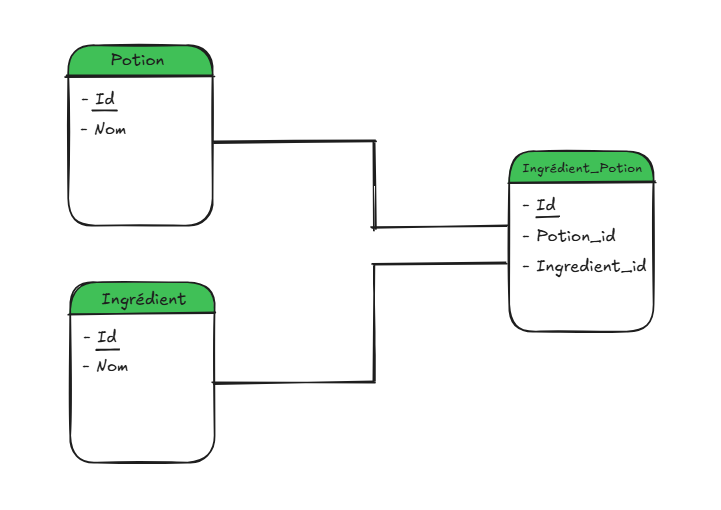 Potion
- Id
- Nom
Ingrédient
- Id
- Nom
Ingrédient_Potion
- Id
- Potion_id
- Ingredient_id